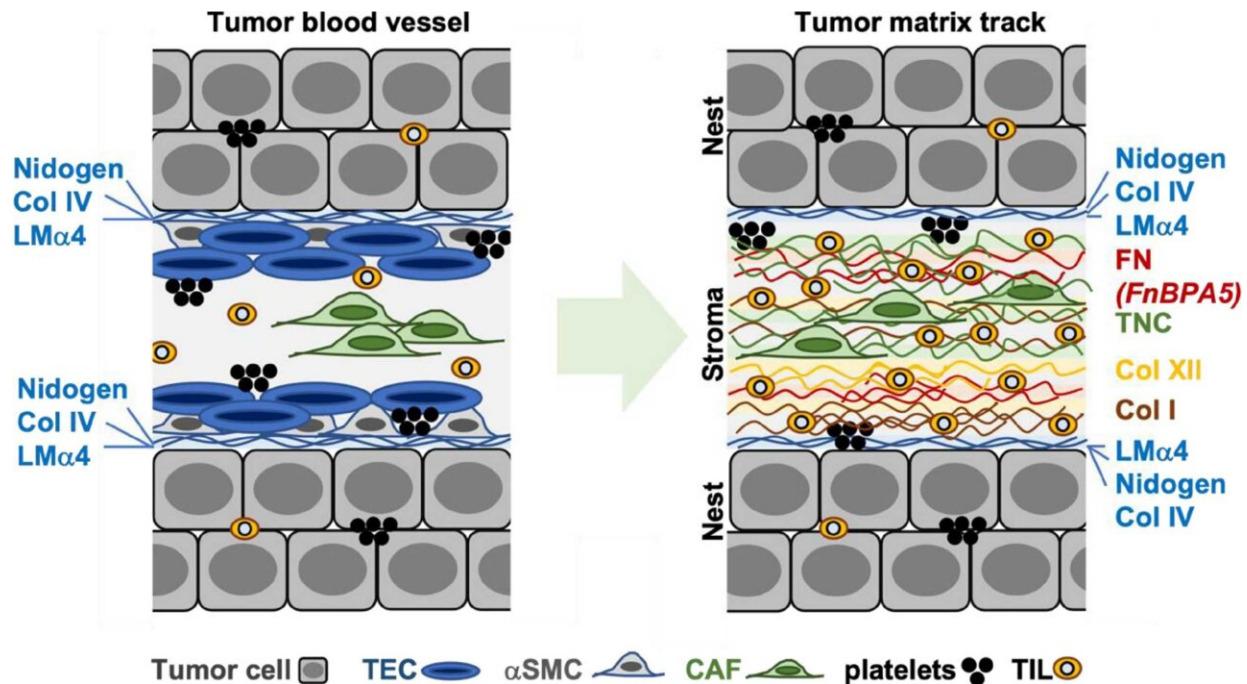 Tumor blood vessel
Nidogen
Col IV
LMα4
Nidogen
Col IV
LMα4
Tumor matrix track
Nest
Stroma
Nest
Nidogen
Col IV
LMα4
FN
(FnBPA5)
TNC
Col XII
Col I
LMα4
Nidogen
Col IV
Tumor cell TEC αSMC CAF platelets TIL